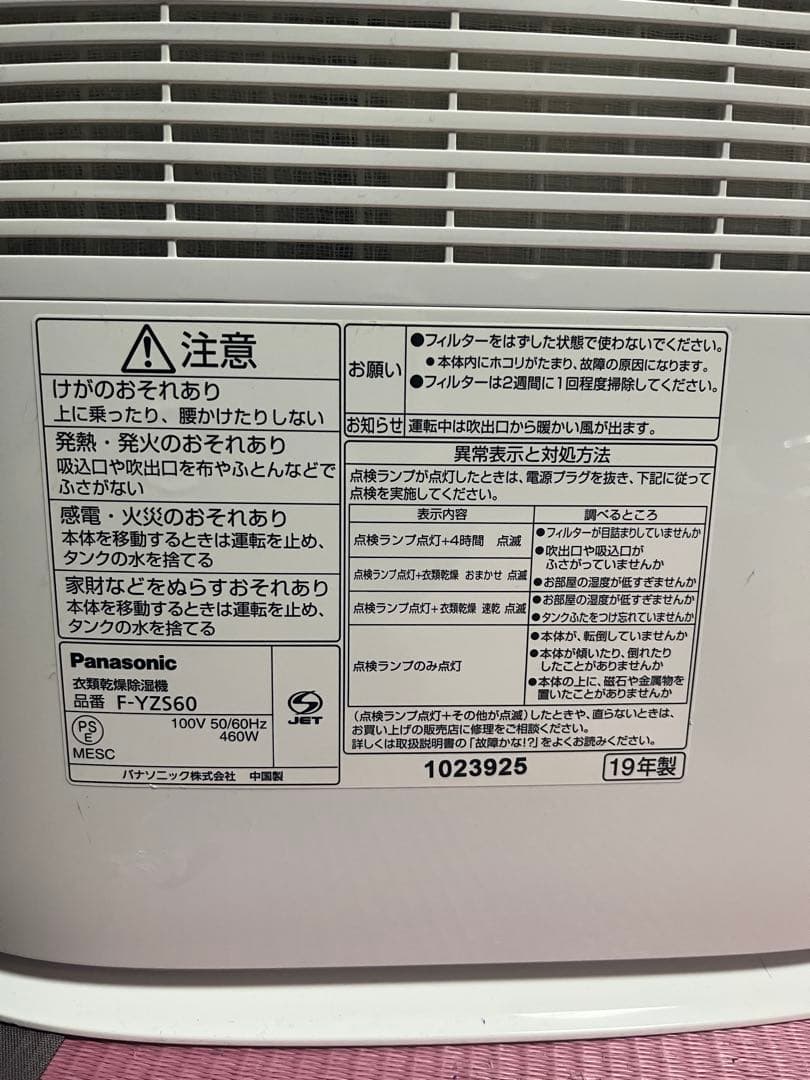 注意
けがのおそれあり
上に乗ったり、腰かけたりしない
発熱・発火のおそれあり
吸込口や吹出口を布やふとんなどで
ふさがない
感電・火災のおそれあり
本体を移動するときは運転を止め、
タンクの水を捨てる
家財などをぬらすおそれあり
本体を移動するときは運転を止め、
タンクの水を捨てる
Panasonic
衣類乾燥除湿機
品番 F-YZS60
100V 50/60Hz
460W
PS
E
MESC
JET
パナソニック株式会社 中国製
お願い
●フィルターをはずした状態で使わないでください。
●本体内にホコリがたまり、故障の原因になります。
●フィルターは2週間に1回程度掃除してください。
お知らせ 運転中は吹出口から暖かい風が出ます。
異常表示と対処方法
点検ランプが点灯したときは、電源プラグを抜き、下記に従って
点検を実施してください。
表示内容 調べるところ
点検ランプ点灯+4時間 点滅
点検ランプ点灯+衣類乾燥 おまかせ 点滅
●フィルターが目詰まりしていませんか
●吹出口や吸込口が
ふさがっていませんか
●お部屋の湿度が低すぎませんか
点検ランプ点灯+衣類乾燥 速乾 点滅
●お部屋の湿度が低すぎませんか
●タンクふたをつけ忘れていませんか
点検ランプのみ点灯
●本体が、転倒していませんか
●本体が傾いたり、倒れたり
したことがありませんか
●本体の上に、磁石や金属物を
置いたことがありませんか
(点検ランプ点灯+その他が点滅)したときや、直らないときは、
お買い上げの販売店に修理をご相談ください。
詳しくは取扱説明書の「故障かな!?」をよくお読みください。
1023925
19年製